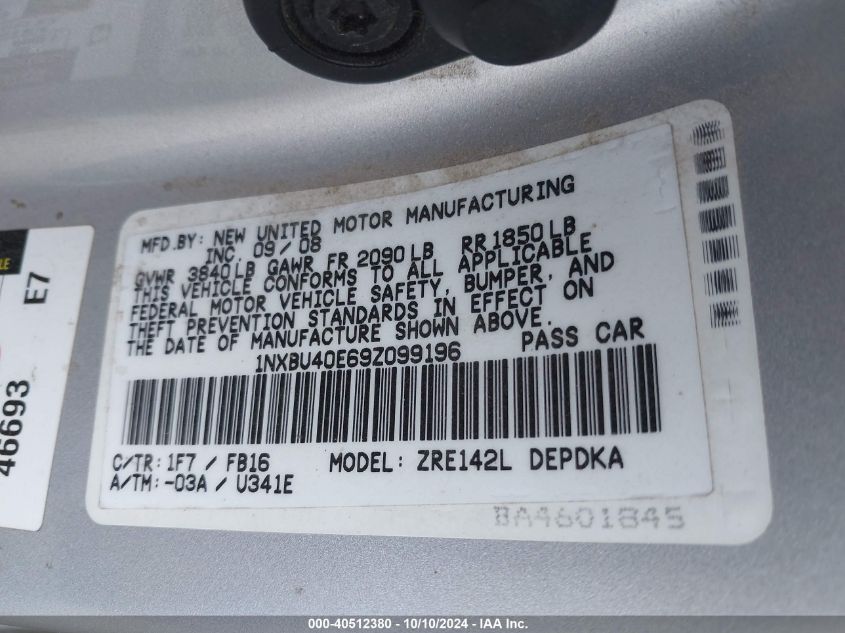 MFD.BY: NEW UNITED MOTOR MANUFACTURING
INC. 09/08
GVWR 3840LB GAWR FR 2090LB RR1850LB
THIS VEHICLE CONFORMS TO ALL APPLICABLE
FEDERAL MOTOR VEHICLE SAFETY, BUMPER, AND
THEFT PREVENTION STANDARDS IN EFFECT ON
THE DATE OF MANUFACTURE SHOWN ABOVE.
1NXBU40E69Z099196 PASS CAR
C/TR: 1F7 / FB16 MODEL: ZRE142L DEPDKA
A/TM: -03A / U341E
BA4601845
E7
46693
000-40512380 - 10/10/2024 - IAA Inc.